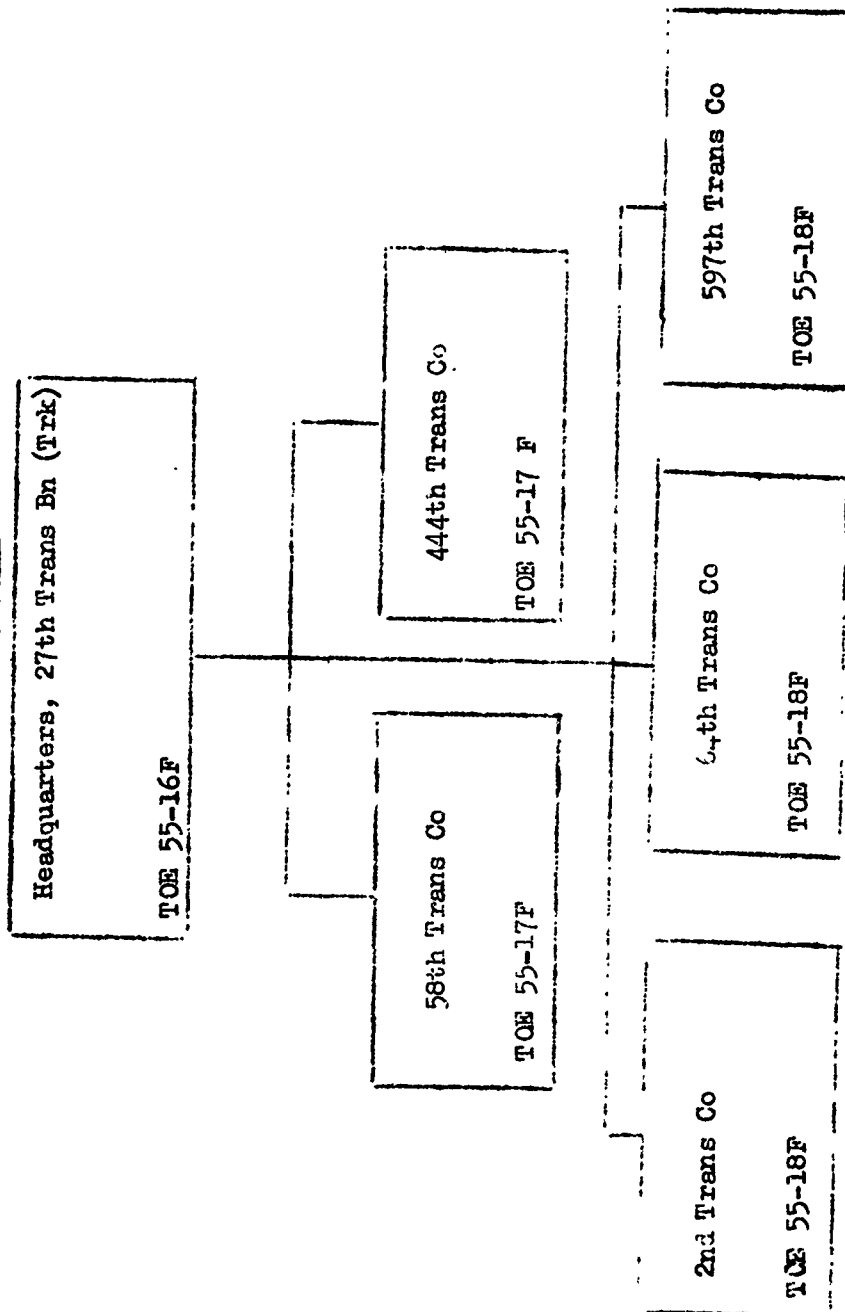 Headquarters, 27th Trans Bn (Trk)
TOE 55-16F
58th Trans Co
TOE 55-17F
444th Trans Co
TOE 55-17 F
2nd Trans Co
TOE 55-18F
Trans Co
TOE 55-18F
597th Trans Co
TOE 55-18F